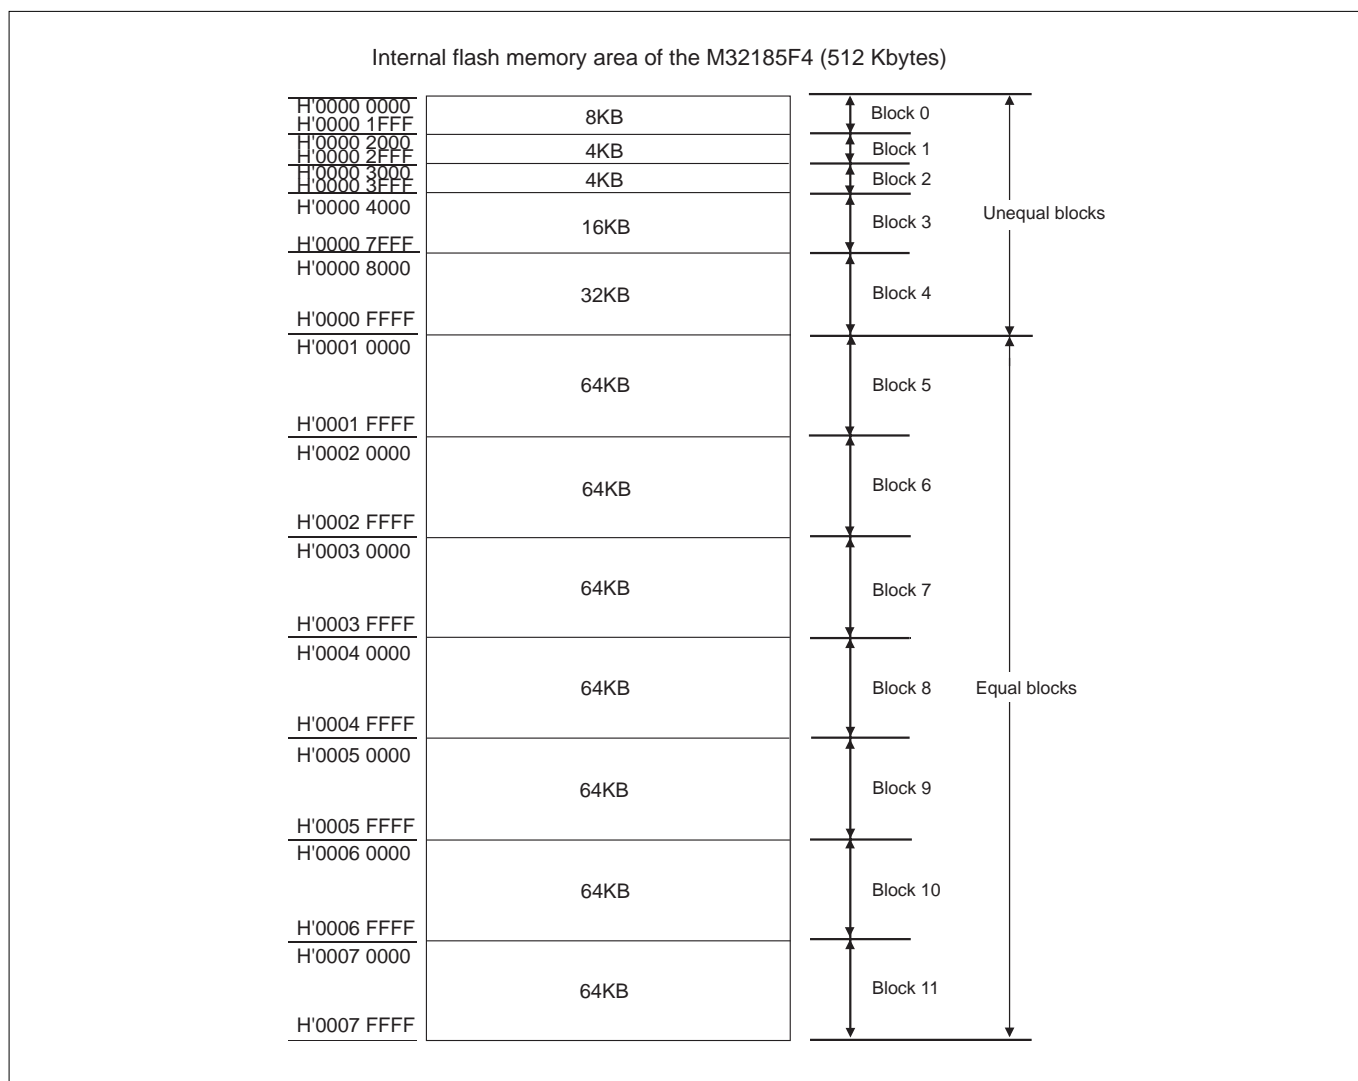 Internal flash memory area of the M32185F4 (512 Kbytes)
H'0000 0000
8KB
Block 0
H'0000 1FFF
H'0000 2000
4KB
Block 1
H'0000 2FFF
H'0000 3000
4KB
Block 2
H'0000 3FFF
H'0000 4000
16KB
Block 3
Unequal blocks
H'0000 7FFF
H'0000 8000
32KB
Block 4
H'0000 FFFF
H'0001 0000
64KB
Block 5
H'0001 FFFF
H'0002 0000
64KB
Block 6
H'0002 FFFF
H'0003 0000
64KB
Block 7
H'0003 FFFF
H'0004 0000
64KB
Block 8
Equal blocks
H'0004 FFFF
H'0005 0000
64KB
Block 9
H'0005 FFFF
H'0006 0000
64KB
Block 10
H'0006 FFFF
H'0007 0000
64KB
Block 11
H'0007 FFFF